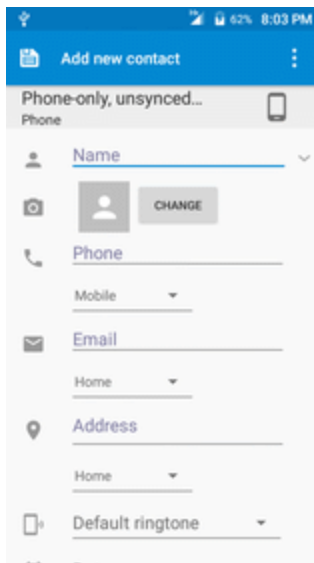 62% 8:03 PM
Add new contact
Phone-only, unsynced...
Phone
Name
CHANGE
Phone
Mobile
Email
Home
Address
Home
Default ringtone